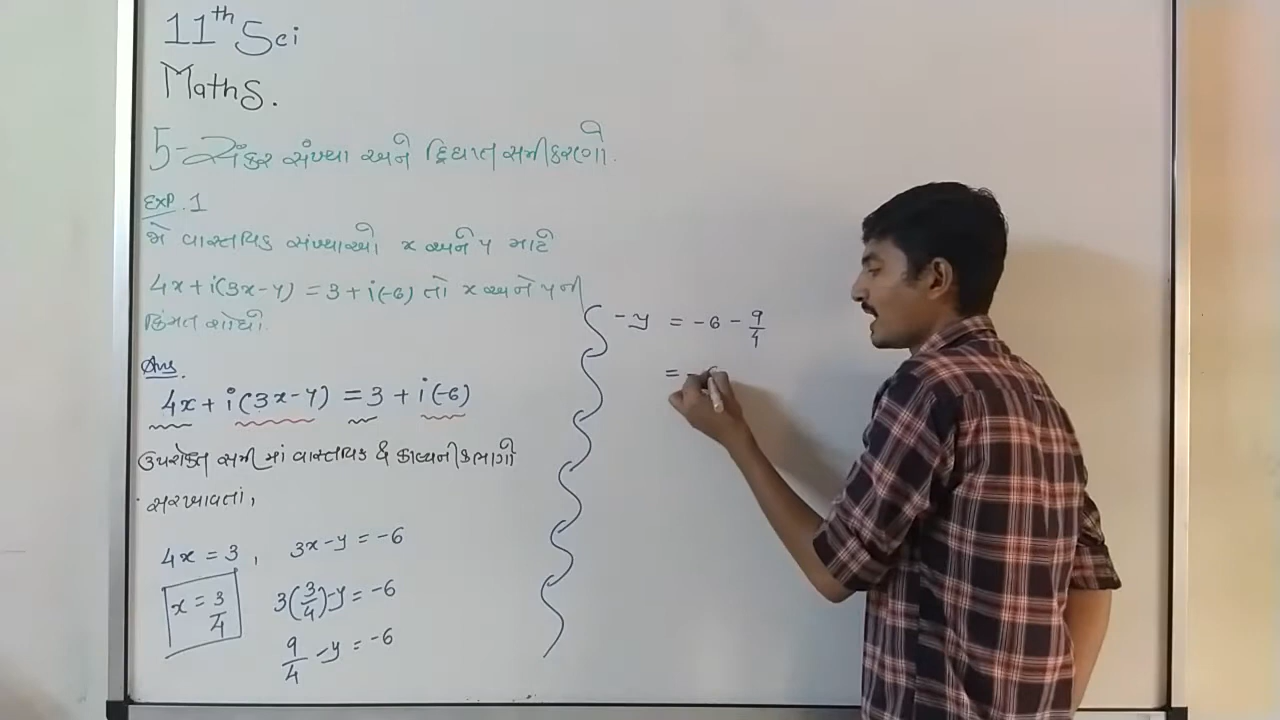 11th Sci
Maths.
5- સંકર સંખ્યા અને દ્વિઘાત સમીકરણો.
Exp. 1
જો વાસ્તવિક સંખ્યાઓ x અને y માટે
4x + i(3x-y) = 3 + i(-6) તો x અને y ની
કિંમત શોધો.
Ans
4x + i(3x-y) = 3 + i(-6)
ઉપરોક્ત સમી માં વાસ્તવિક & કાલ્પનીક ભાગો
સરખાવતાં,
4x = 3 , 3x-y = -6
x = 3/4 3(3/4)-y = -6
9/4 -y = -6
-y = -6 - 9/4
= -6